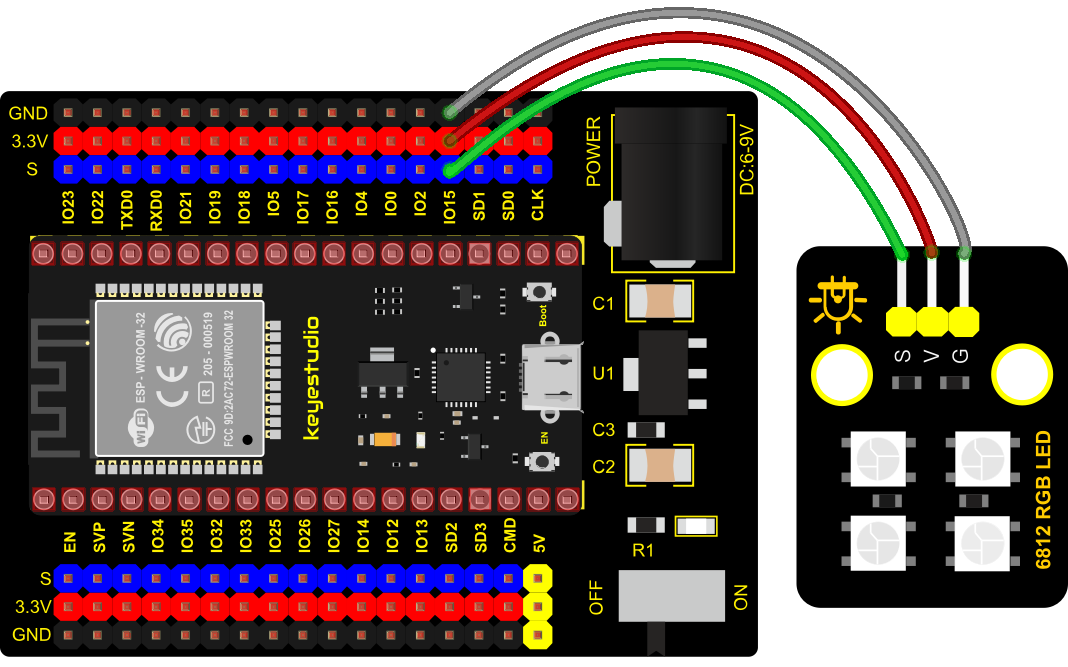 GND
3.3V
S
IO23
IO22
TXD0
RXD0
IO21
IO19
IO18
IO5
IO17
IO16
IO4
IO0
IO2
IO15
SD1
SD0
CLK
POWER
DC:6-9V
WiFi
ESP - WROOM -32
CE
R
205 - 000519
FCC 9D:2AC72-ESPWROOM 32
keyestudio
Boot
EN
C1
U1
C3
C2
R1
OFF
ON
EN
SVP
SVN
IO34
IO35
IO32
IO33
IO25
IO26
IO27
IO14
IO12
IO13
SD2
SD3
CMD
5V
S
3.3V
GND
S
V
G
6812 RGB LED